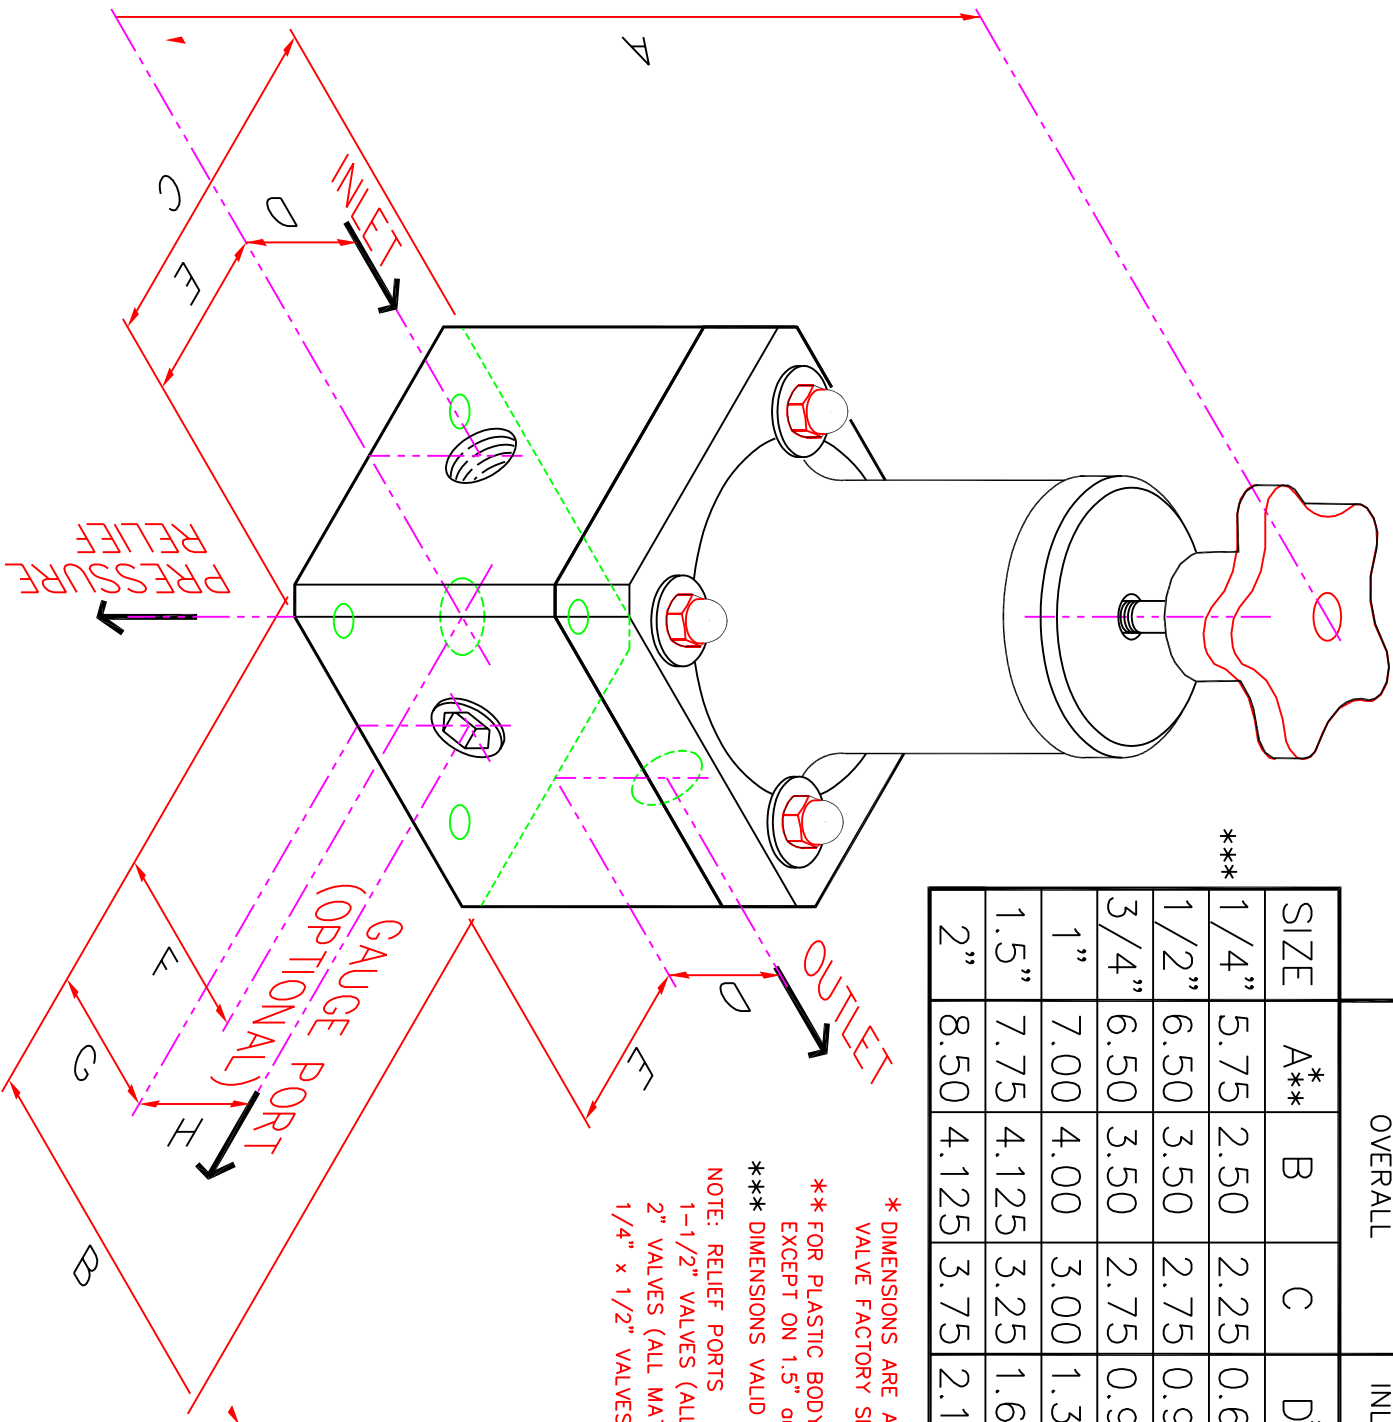 OVERALL
SIZE A*** B C
*** 1/4" 5.75 2.50 2.25
1/2" 6.50 3.50 2.75
3/4" 6.50 3.50 2.75
1" 7.00 4.00 3.00
1.5" 7.75 4.125 3.25
2" 8.50 4.125 3.75
* DIMENSIONS ARE
VALVE FACTORY
** FOR PLASTIC BODY
EXCEPT ON 1.5"
*** DIMENSIONS VALID
NOTE: RELIEF PORTS
1-1/2" VALVES (ALL
2" VALVES (ALL
1/4" x 1/2" VALVES
A
C
D
E
INLET
PRESSURE
RELIEF
OUTLET
D
E
GAUGE PORT
(OPTIONAL)
F
G
H
B